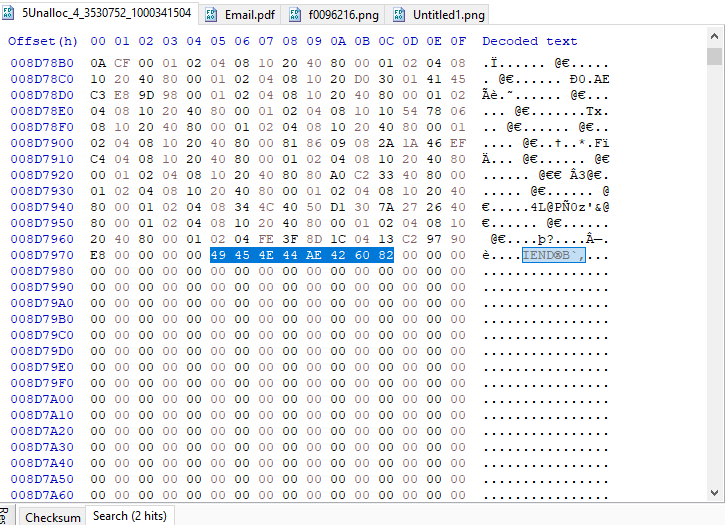 5Unalloc_4_3530752_1000341504 Email.pdf f0096216.png Untitled1.png
Offset(h) 00 01 02 03 04 05 06 07 08 09 0A 0B 0C 0D 0E 0F Decoded text
008D78B0 0A CF 00 01 02 04 08 10 20 40 80 00 01 02 04 08 .Ï...... @€.....
008D78C0 10 20 40 80 00 01 02 04 08 10 20 D0 30 01 41 45 . @€...... Ð0.AE
008D78D0 C3 E8 9D 98 00 01 02 04 08 10 20 40 80 00 01 02 Ãè.˜...... @€...
008D78E0 04 08 10 20 40 80 00 01 02 04 08 10 10 54 78 06 ... @€.......Tx.
008D78F0 08 10 20 40 80 00 01 02 04 08 10 20 40 80 00 01 .. @€...... @€..
008D7900 02 04 08 10 20 40 80 00 81 86 09 08 2A 1A 46 EF .... @€..†..*.Fï
008D7910 C4 04 08 10 20 40 80 00 01 02 04 08 10 20 40 80 Ä... @€...... @€
008D7920 00 01 02 04 08 10 20 40 80 80 A0 C2 33 40 80 00 ...... @€€ Â3@€.
008D7930 01 02 04 08 10 20 40 80 00 01 02 04 08 10 20 40 ..... @€...... @
008D7940 80 00 01 02 04 08 34 4C 40 50 D1 30 7A 27 26 40 €.....4L@PÑ0z'&@
008D7950 80 00 01 02 04 08 10 20 40 80 00 01 02 04 08 10 €...... @€......
008D7960 20 40 80 00 01 02 04 FE 3F 8D 1C 04 13 C2 97 90 @€....þ?....Â—.
008D7970 E8 00 00 00 00 49 45 4E 44 AE 42 60 82 00 00 00 è....IEND®B`‚...
008D7980 00 00 00 00 00 00 00 00 00 00 00 00 00 00 00 00 ................
008D7990 00 00 00 00 00 00 00 00 00 00 00 00 00 00 00 00 ................
008D79A0 00 00 00 00 00 00 00 00 00 00 00 00 00 00 00 00 ................
008D79B0 00 00 00 00 00 00 00 00 00 00 00 00 00 00 00 00 ................
008D79C0 00 00 00 00 00 00 00 00 00 00 00 00 00 00 00 00 ................
008D79D0 00 00 00 00 00 00 00 00 00 00 00 00 00 00 00 00 ................
008D79E0 00 00 00 00 00 00 00 00 00 00 00 00 00 00 00 00 ................
008D79F0 00 00 00 00 00 00 00 00 00 00 00 00 00 00 00 00 ................
008D7A00 00 00 00 00 00 00 00 00 00 00 00 00 00 00 00 00 ................
008D7A10 00 00 00 00 00 00 00 00 00 00 00 00 00 00 00 00 ................
008D7A20 00 00 00 00 00 00 00 00 00 00 00 00 00 00 00 00 ................
008D7A30 00 00 00 00 00 00 00 00 00 00 00 00 00 00 00 00 ................
008D7A40 00 00 00 00 00 00 00 00 00 00 00 00 00 00 00 00 ................
008D7A50 00 00 00 00 00 00 00 00 00 00 00 00 00 00 00 00 ................
008D7A60 00 00 00 00 00 00 00 00 00 00 00 00 00 00 00 00 ................
Checksum Search (2 hits)